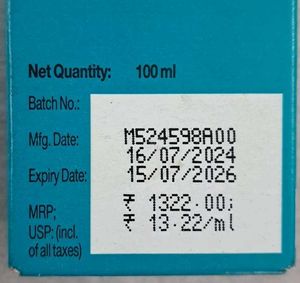 Net Quantity: 100 ml
Batch No.: M524598A00
Mfg. Date: 16/07/2024
Expiry Date: 15/07/2026
MRP; ₹ 1322.00;
USP: (incl. ₹ 13.22/ml
of all taxes)